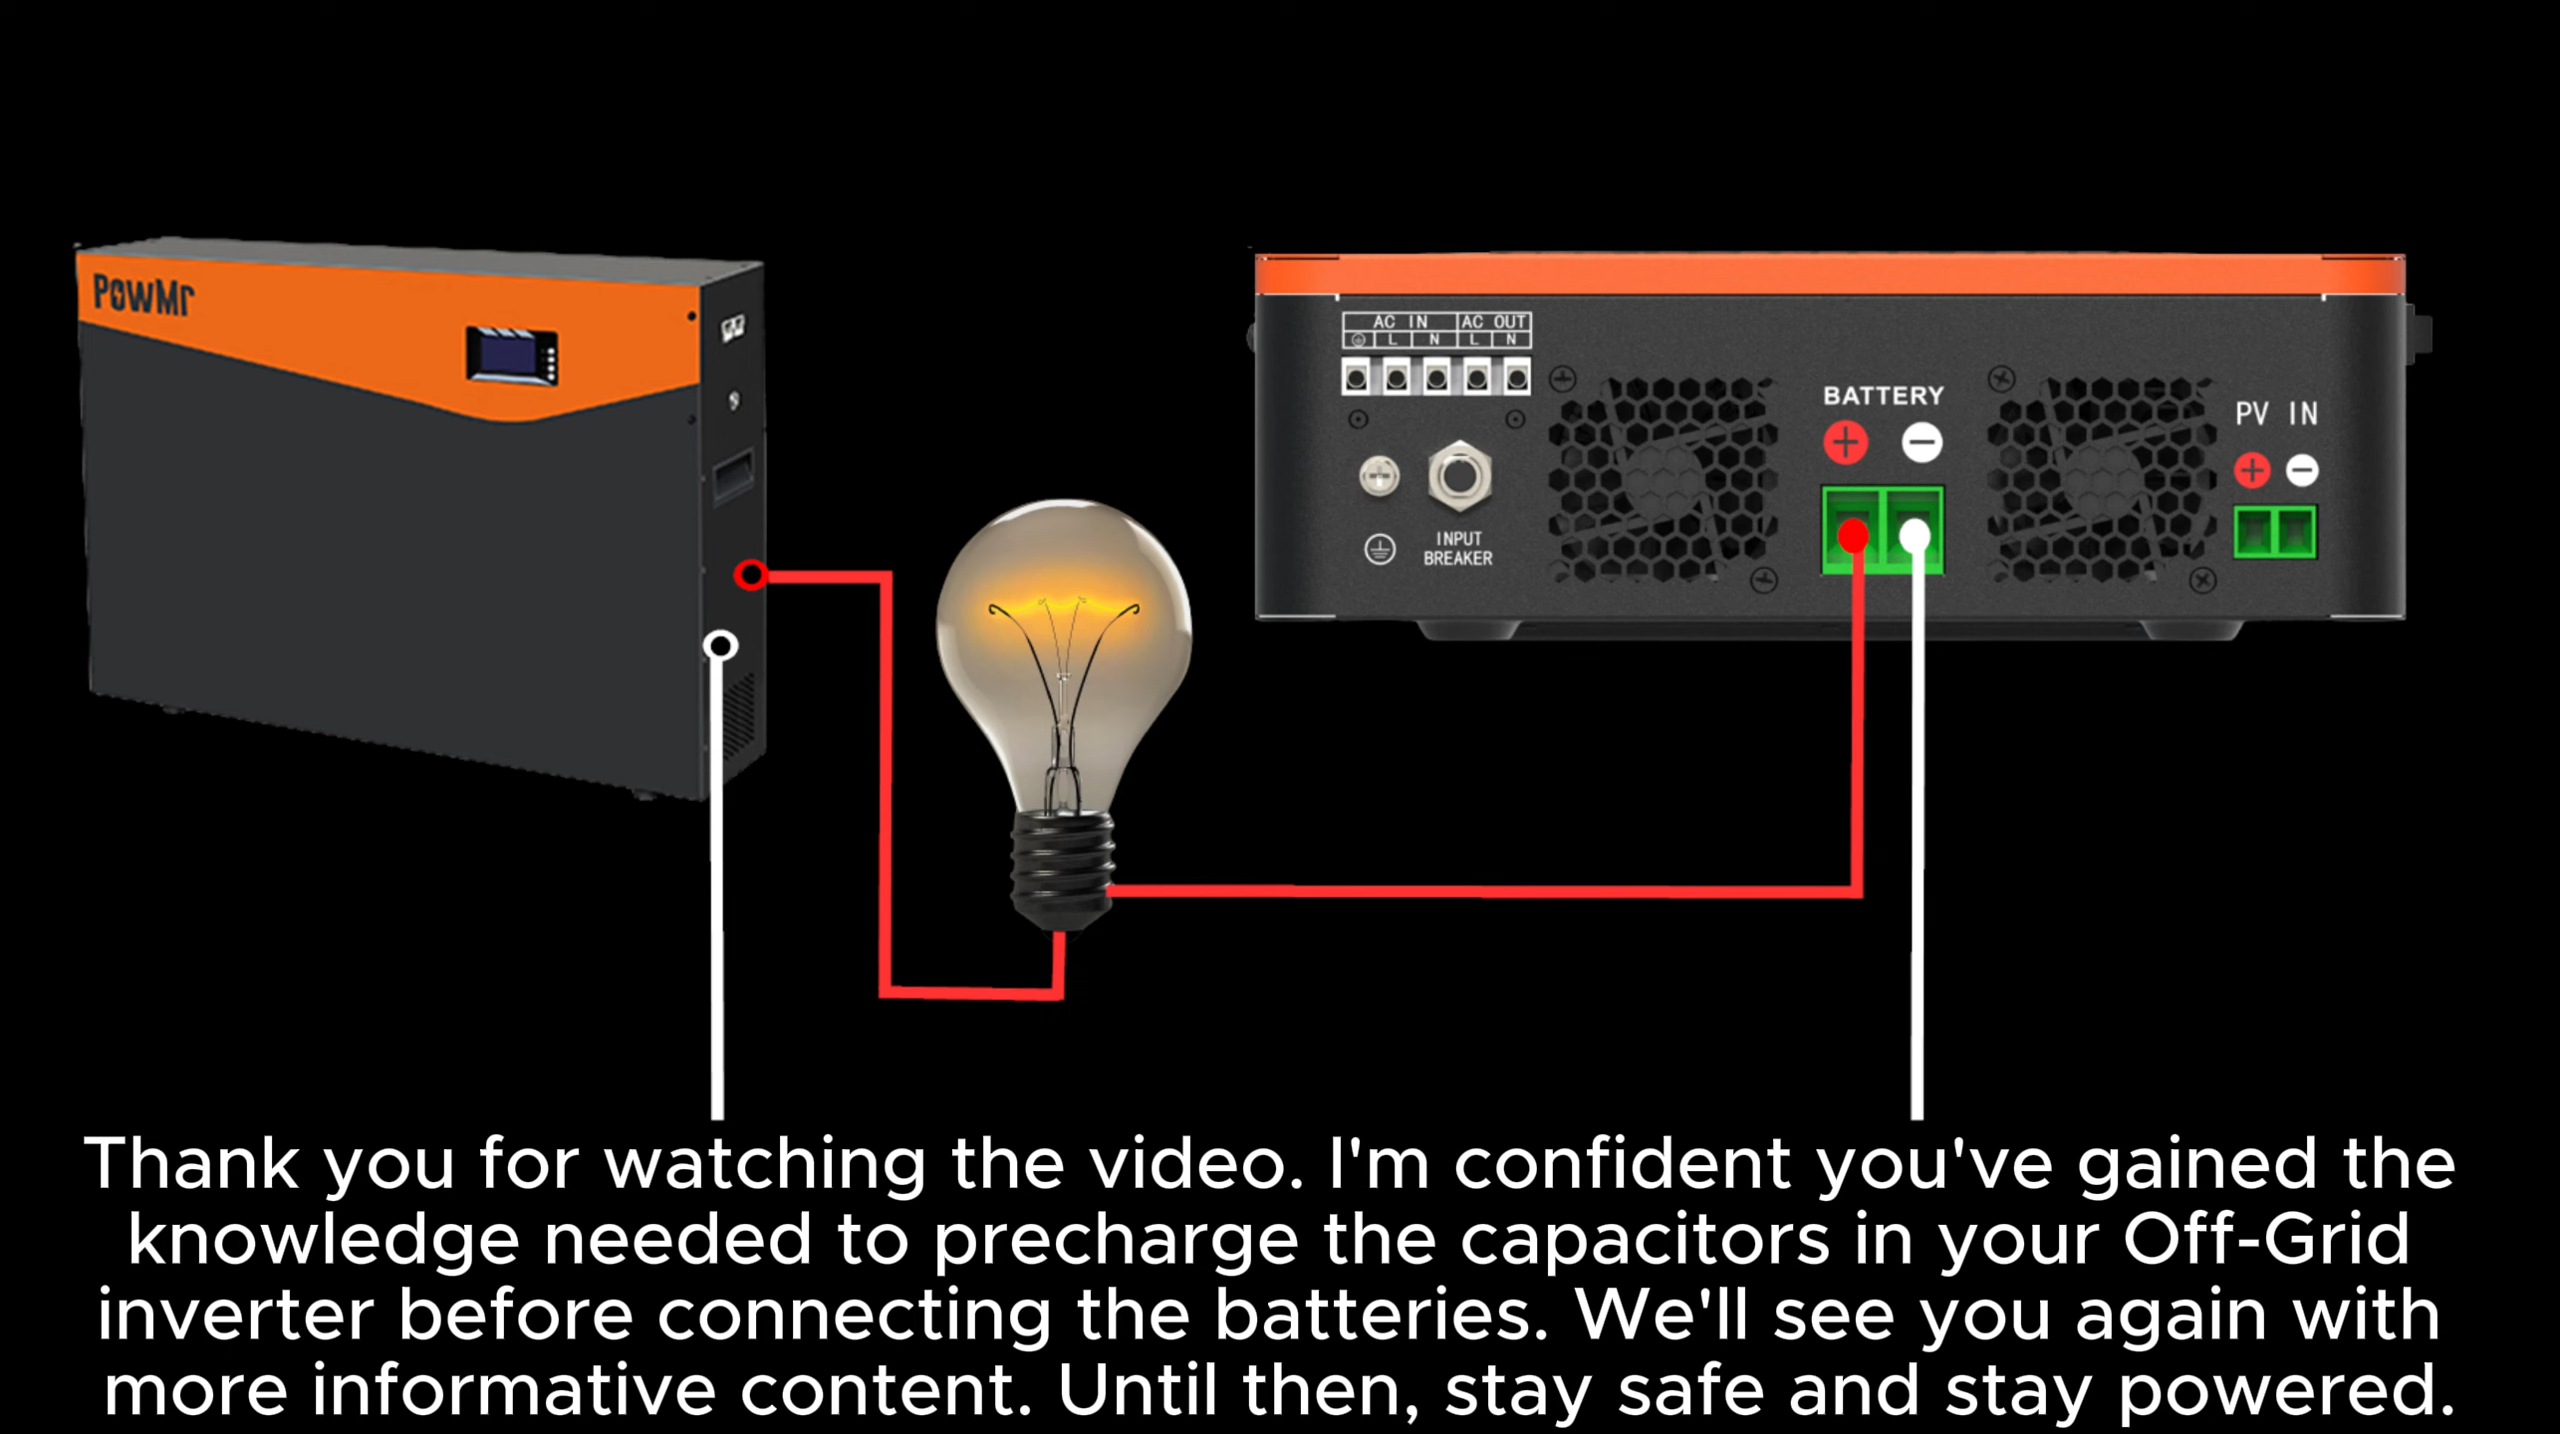 PowMr
AC IN AC OUT
L N L N
BATTERY
PV IN
+ −
+ −
INPUT
BREAKER
Thank you for watching the video. I'm confident you've gained the
knowledge needed to precharge the capacitors in your Off-Grid
inverter before connecting the batteries. We'll see you again with
more informative content. Until then, stay safe and stay powered.